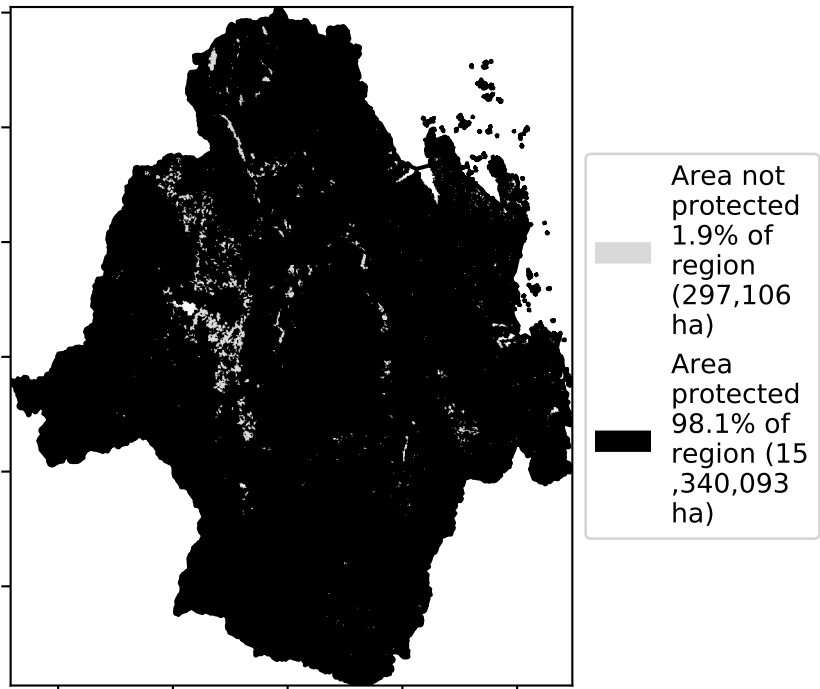 Area not
protected
1.9% of
region
(297,106
ha)
Area
protected
98.1% of
region (15
,340,093
ha)